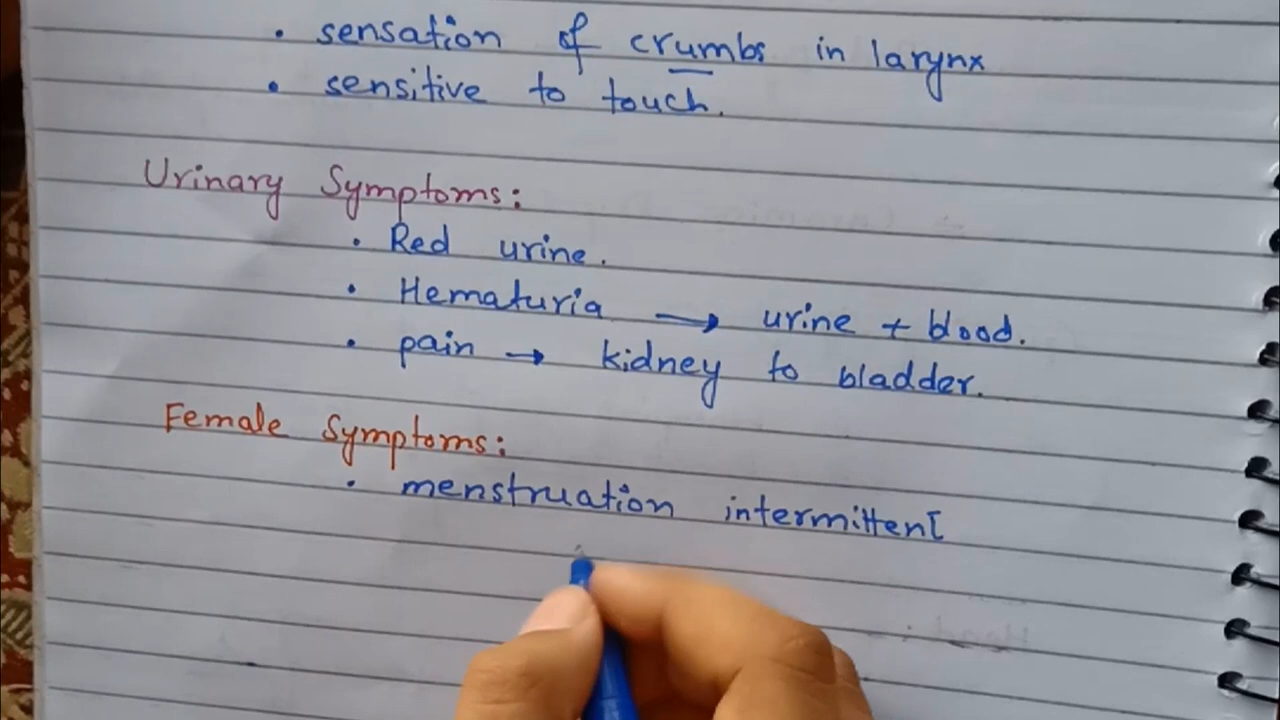 • sensation of crumbs in larynx
• sensitive to touch.
Urinary Symptoms:
• Red urine.
• Hematuria → urine + blood.
• pain → kidney to bladder.
Female Symptoms:
• menstruation intermittent